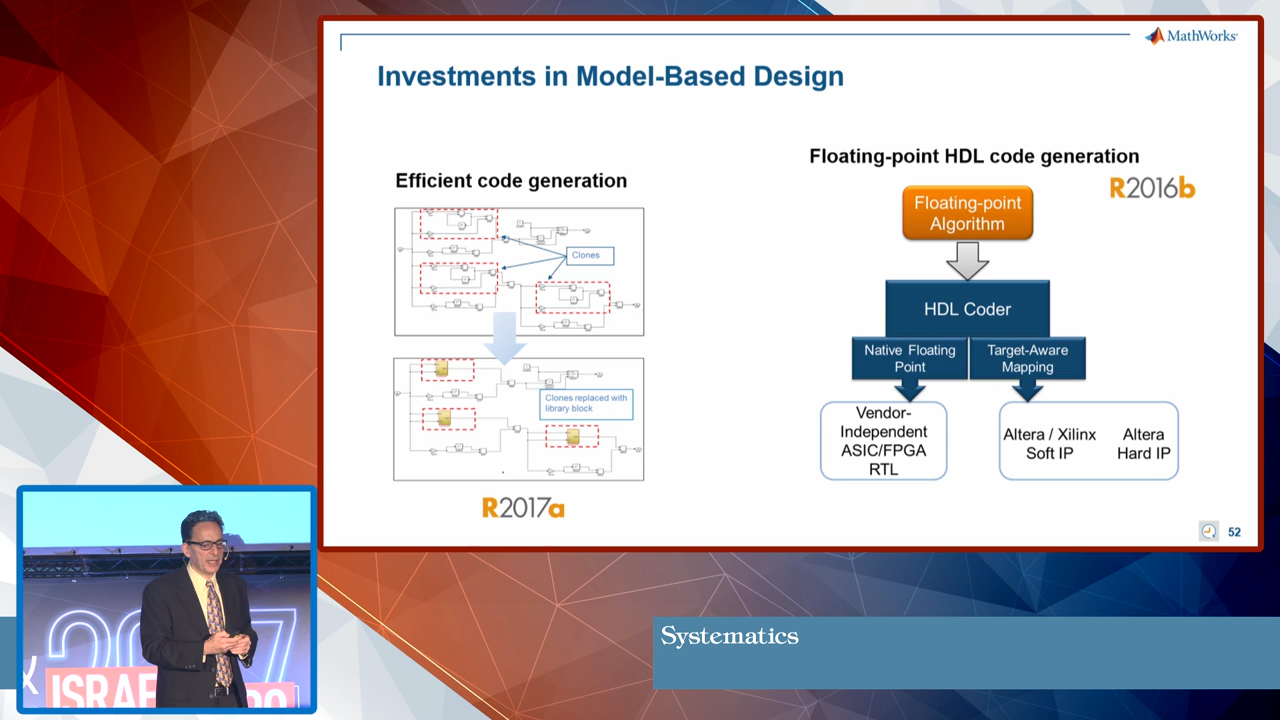 MathWorks
Investments in Model-Based Design
Efficient code generation
Clones
Clones replaced with
library block
R2017a
Floating-point HDL code generation
R2016b
Floating-point
Algorithm
HDL Coder
Native Floating
Point
Target-Aware
Mapping
Vendor-
Independent
ASIC/FPGA
RTL
Altera / Xilinx
Soft IP
Altera
Hard IP
52
2017
Systematics